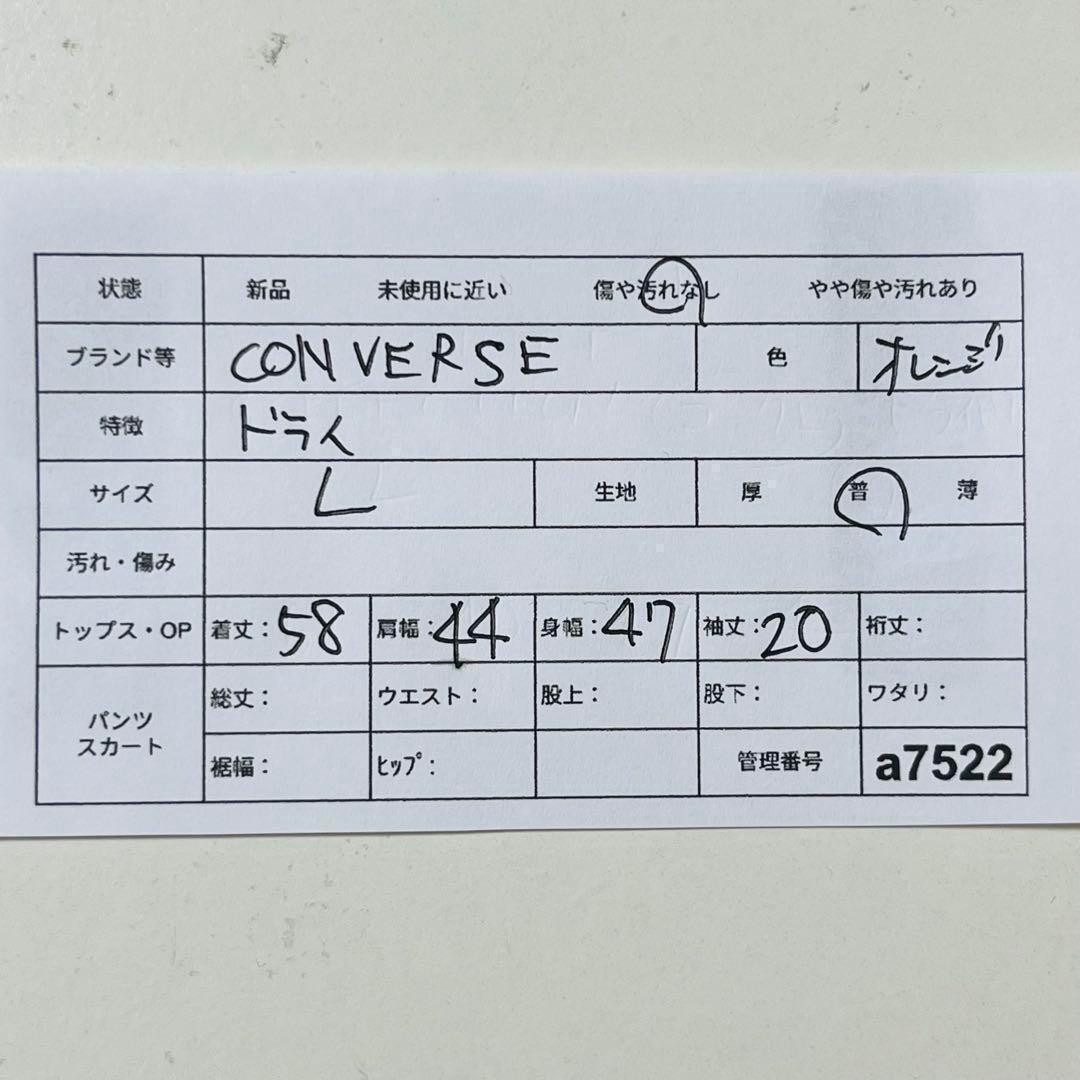 状態 新品 未使用に近い 傷や汚れなし やや傷や汚れあり
ブランド等 CONVERSE 色 オレンジ
特徴 ドライ
サイズ L 生地 厚 普 薄
汚れ・傷み
トップス・OP 着丈：58 肩幅：44 身幅：47 袖丈：20 裄丈：
パンツ
スカート
総丈： ウエスト： 股上： 股下： ワタリ：
裾幅： ﾋｯﾌﾟ： 管理番号 a7522